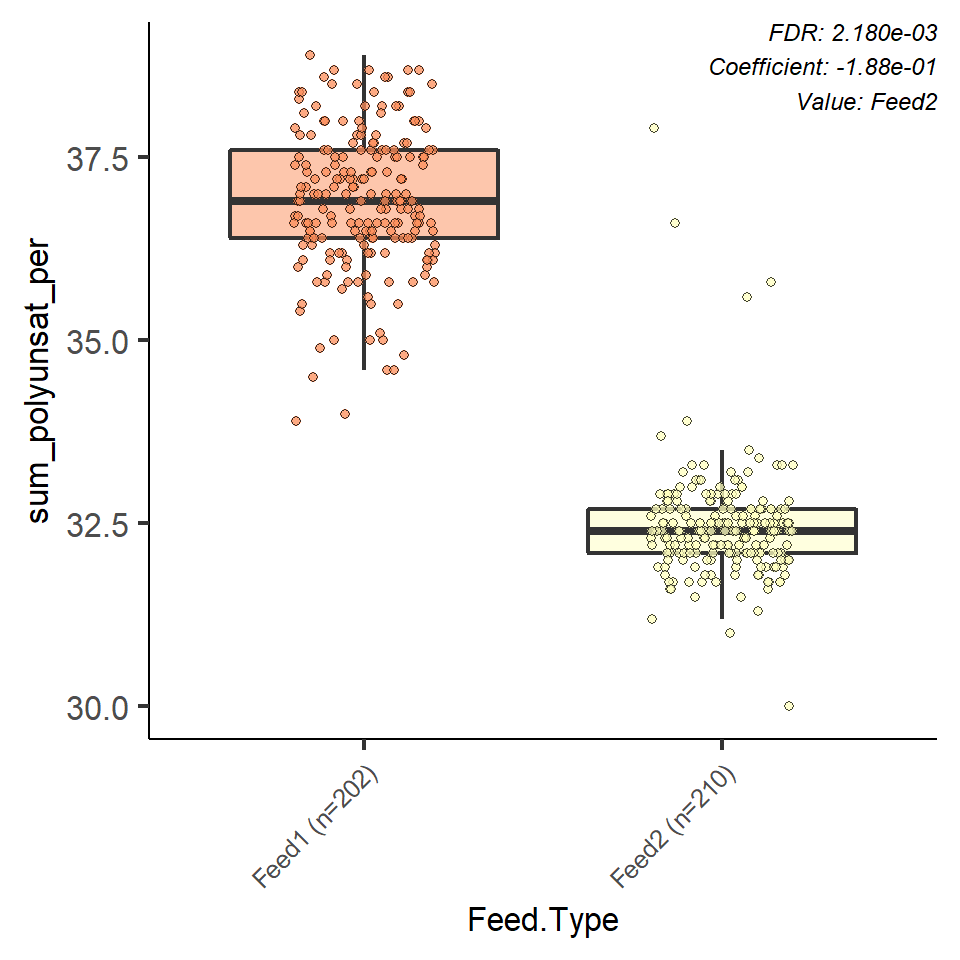 FDR: 2.180e-03
Coefficient: -1.88e-01
Value: Feed2
sum_polyunsat_per
37.5
35.0
32.5
30.0
Feed1 (n=202)
Feed2 (n=210)
Feed.Type